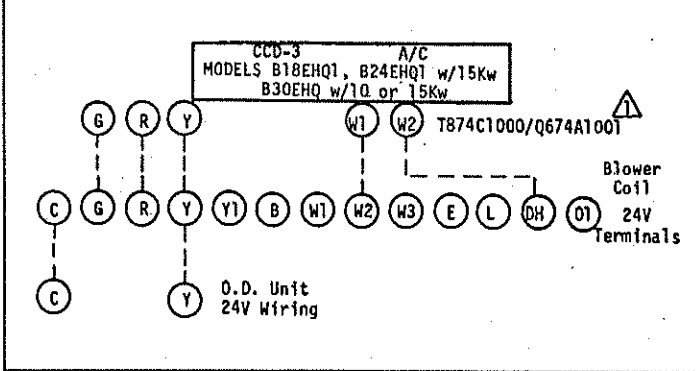 CCD-3 A/C
MODELS B18EHQ1, B24EHQ1 w/15Kw
B30EHQ w/10 or 15Kw
G R Y W1 W2 T874C1000/Q674A1001 1
Blower
Coil
24V
Terminals
C G R Y Y1 B W1 W2 W3 E L DH O1
C Y O.D. Unit
24V Wiring